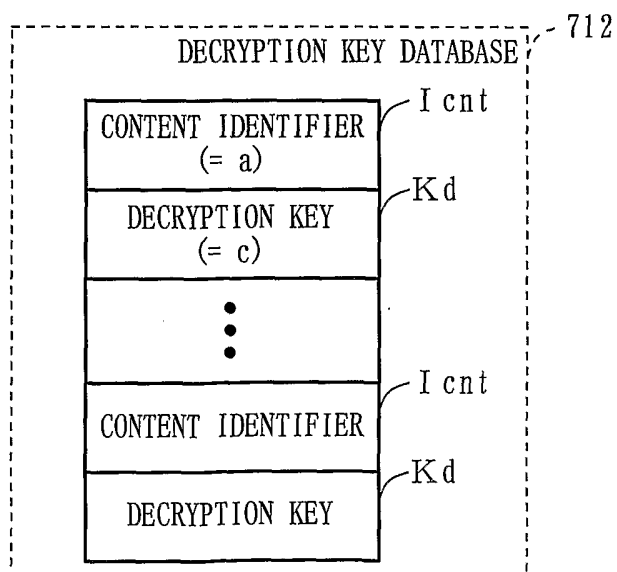 712
DECRYPTION KEY DATABASE
I cnt
CONTENT IDENTIFIER
(= a)
Kd
DECRYPTION KEY
(= c)
I cnt
CONTENT IDENTIFIER
Kd
DECRYPTION KEY